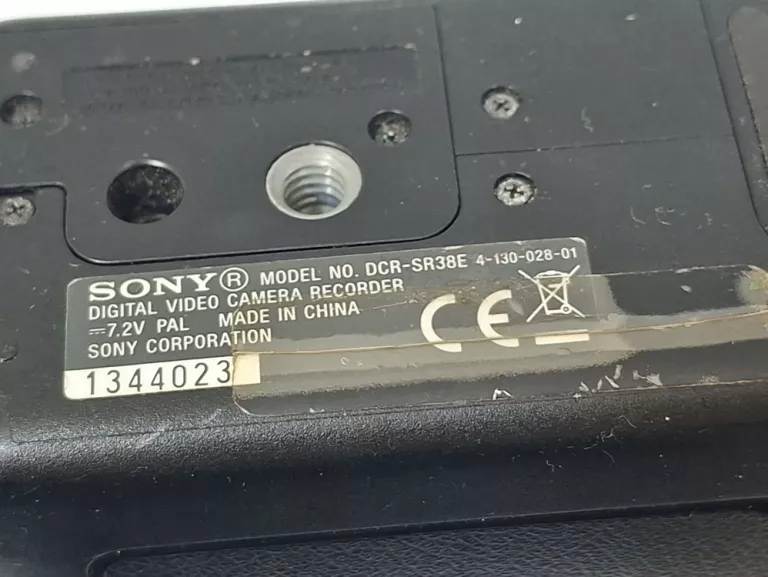 SONY® MODEL NO. DCR-SR38E 4-130-028-01
DIGITAL VIDEO CAMERA RECORDER
⎓7.2V PAL MADE IN CHINA
SONY CORPORATION
CE
1344023